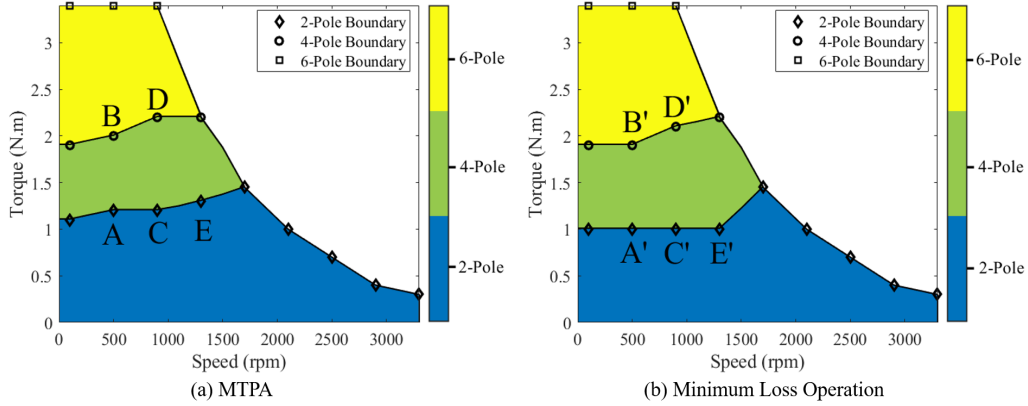 3
2.5
2
1.5
1
0.5
0
Torque (N.m)
0 500 1000 1500 2000 2500 3000
Speed (rpm)
2-Pole Boundary
4-Pole Boundary
6-Pole Boundary
B
D
A
C
E
6-Pole
4-Pole
2-Pole
(a) MTPA
3
2.5
2
1.5
1
0.5
0
Torque (N.m)
0 500 1000 1500 2000 2500 3000
Speed (rpm)
2-Pole Boundary
4-Pole Boundary
6-Pole Boundary
B'
D'
A'
C'
E'
6-Pole
4-Pole
2-Pole
(b) Minimum Loss Operation